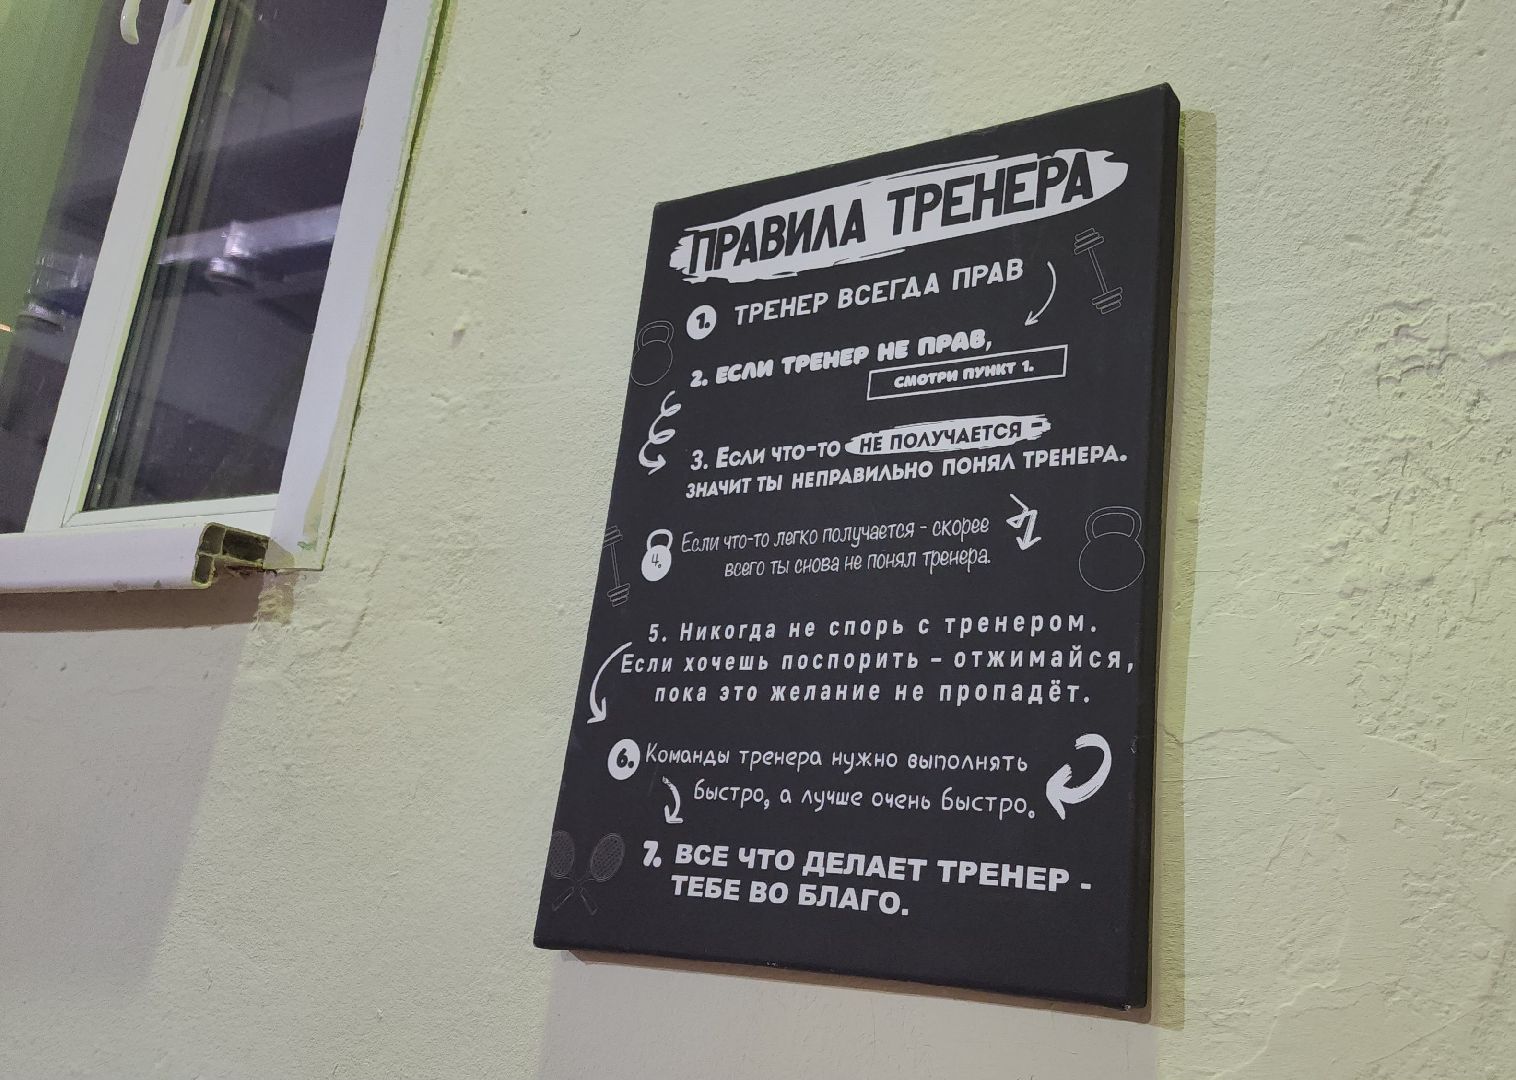 ПРАВИЛА ТРЕНЕРА
1. ТРЕНЕР ВСЕГДА ПРАВ
2. ЕСЛИ ТРЕНЕР НЕ ПРАВ,
СМОТРИ ПУНКТ 1.
3. Если что-то НЕ ПОЛУЧАЕТСЯ -
ЗНАЧИТ ТЫ НЕПРАВИЛЬНО ПОНЯЛ ТРЕНЕРА.
4. Если что-то легко получается - скорее
всего ты снова не понял тренера.
5. Никогда не спорь с тренером.
Если хочешь поспорить - отжимайся,
пока это желание не пропадёт.
6. Команды тренера нужно выполнять
быстро, а лучше очень быстро.
7. ВСЕ ЧТО ДЕЛАЕТ ТРЕНЕР -
ТЕБЕ ВО БЛАГО.